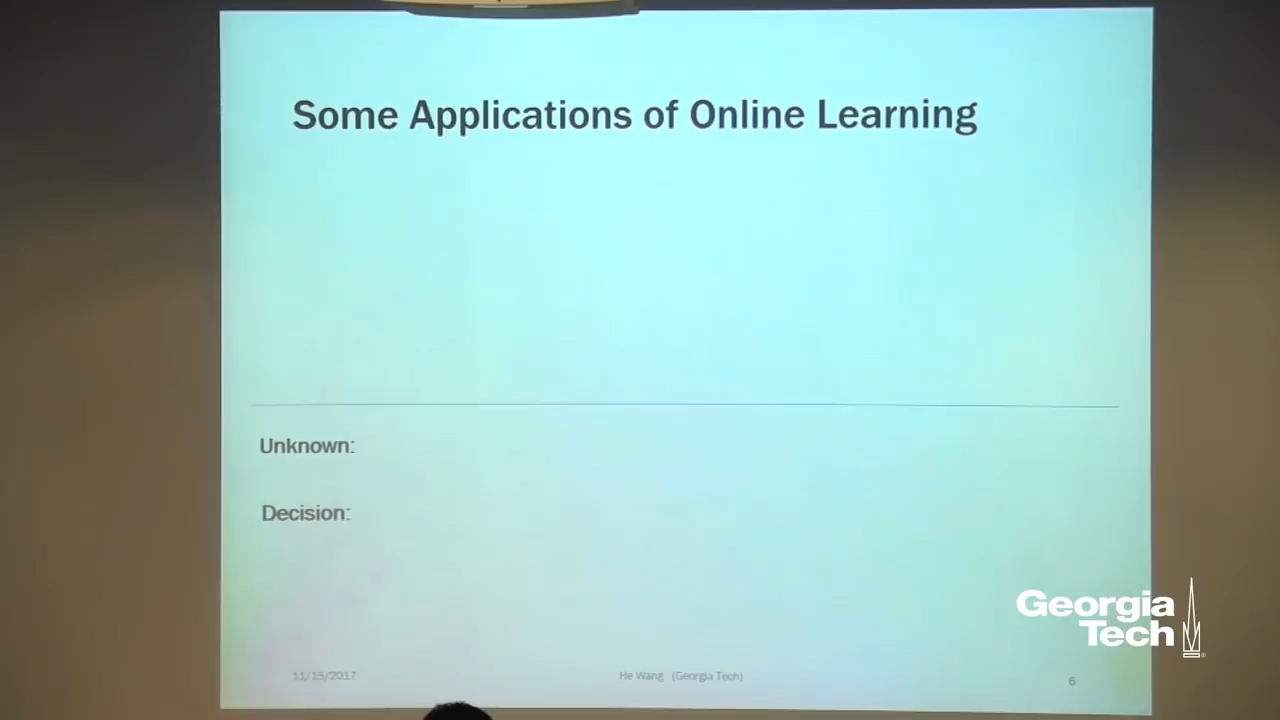 Some Applications of Online Learning
Unknown:
Decision:
11/15/2017
He Wang (Georgia Tech)
6
Georgia
Tech